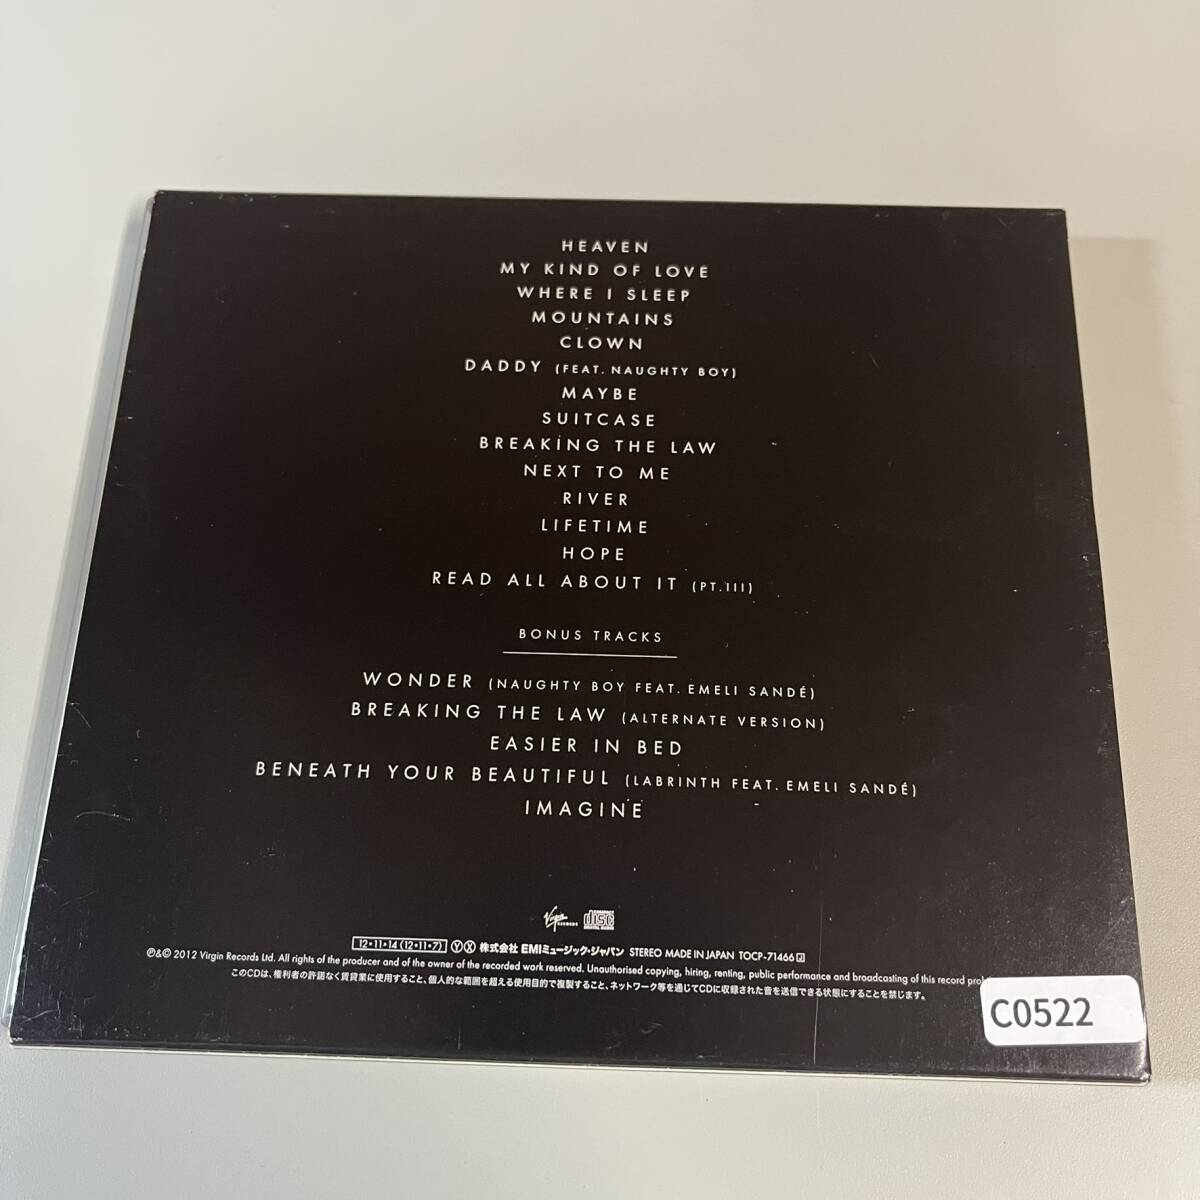 HEAVEN
MY KIND OF LOVE
WHERE I SLEEP
MOUNTAINS
CLOWN
DADDY (FEAT. NAUGHTY BOY)
MAYBE
SUITCASE
BREAKING THE LAW
NEXT TO ME
RIVER
LIFETIME
HOPE
READ ALL ABOUT IT (PT.III)
BONUS TRACKS
WONDER (NAUGHTY BOY FEAT. EMELI SANDÉ)
BREAKING THE LAW (ALTERNATE VERSION)
EASIER IN BED
BENEATH YOUR BEAUTIFUL (LABRINTH FEAT. EMELI SANDÉ)
IMAGINE
Virgin RECORDS COMPACT disc DIGITAL AUDIO
12・11・14 (12・11・7) Ⓨ Ⓧ 株式会社 EMIミュージック・ジャパン STEREO MADE IN JAPAN TOCP-71466 2
℗&© 2012 Virgin Records Ltd. All rights of the producer and of the owner of the recorded work reserved. Unauthorised copying, hiring, renting, public performance and broadcasting of this record
このCDは、権利者の許諾なく賃貸業に使用すること、個人的な範囲を超える使用目的で複製すること、ネットワーク等を通じてCDに収録された音を送信できる状態にすることを禁じます。
C0522